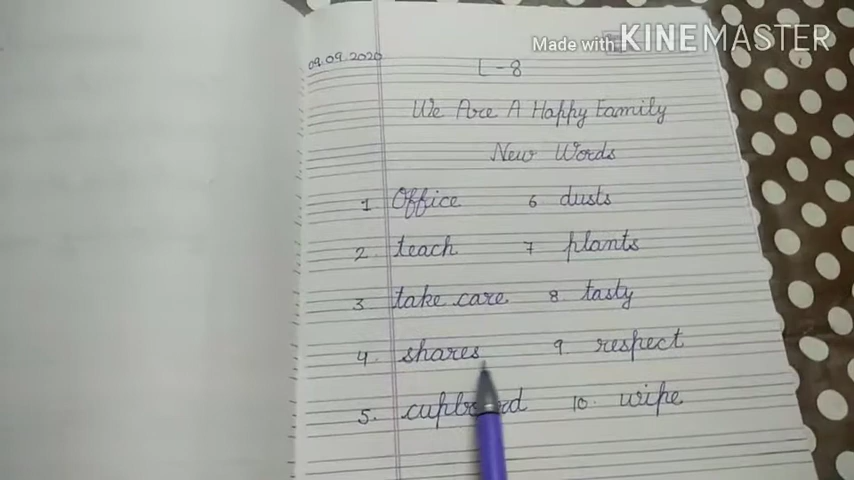 Made with KINEMASTER
09.09.2020
L-8
We Are A Happy Family
New Words
1 Office 6 dusts
2 teach 7 plants
3 take care 8 tasty
4 shares 9 respect
5. 10. wipe